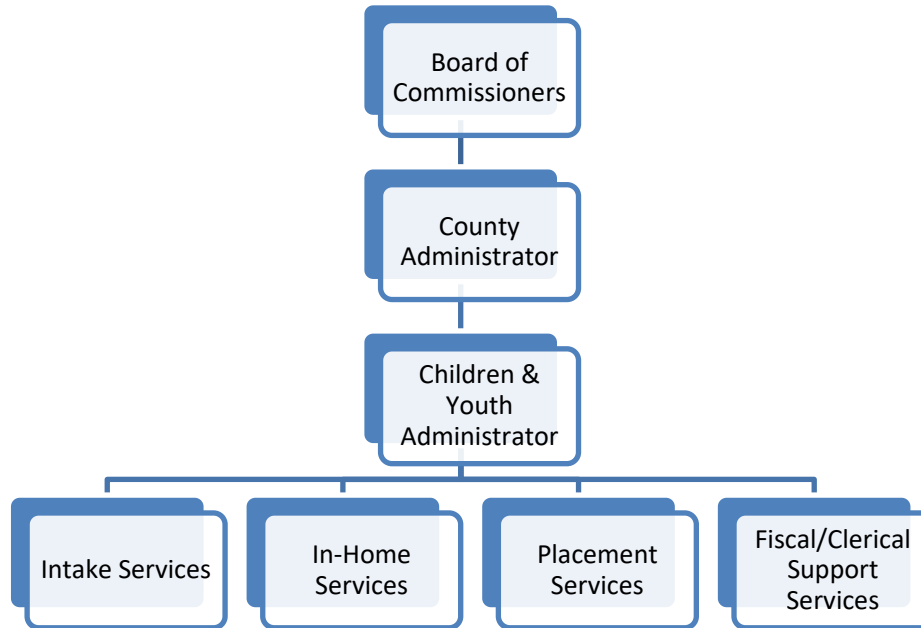 Board of
Commissioners
County
Administrator
Children &
Youth
Administrator
Intake Services
In-Home
Services
Placement
Services
Fiscal/Clerical
Support
Services